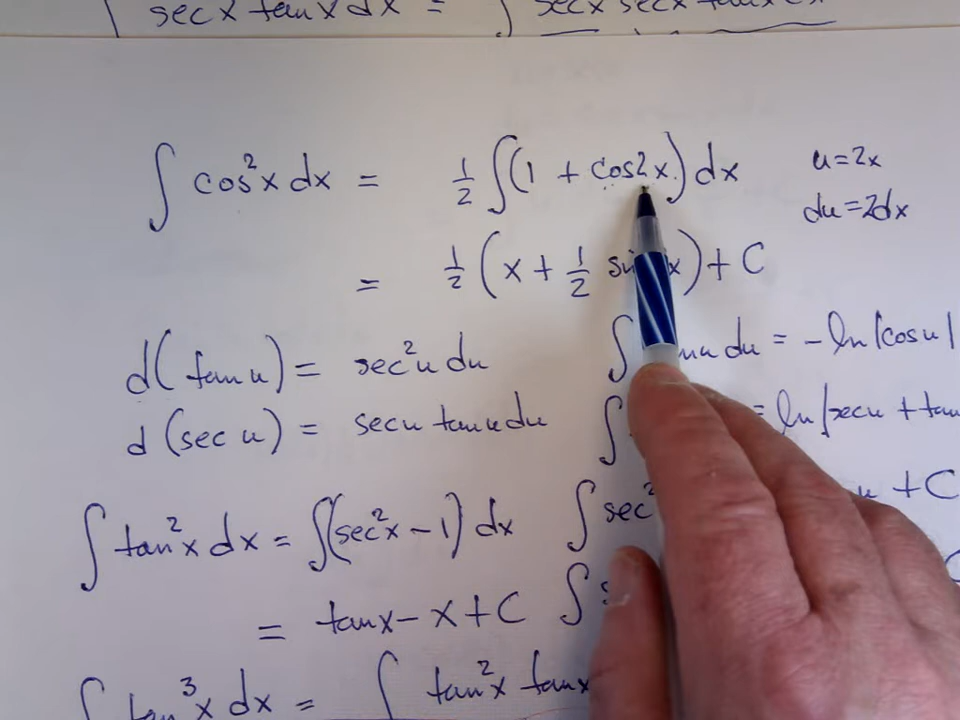 ∫ sec x tan x dx = ∫ sec x sec x
∫ cos²x dx = ½ ∫(1 + cos2x) dx u = 2x
du = 2dx
= ½ (x + ½ x) + C
d(tan u) = sec²u du ∫ du = -ln|cos u|
d(sec u) = sec u tan u du ∫ = ln|sec u + tan
∫ tan²x dx = ∫(sec²x - 1) dx ∫ sec² + C
= tan x - x + C ∫
∫ tan³x dx = ∫ tan²x tan x